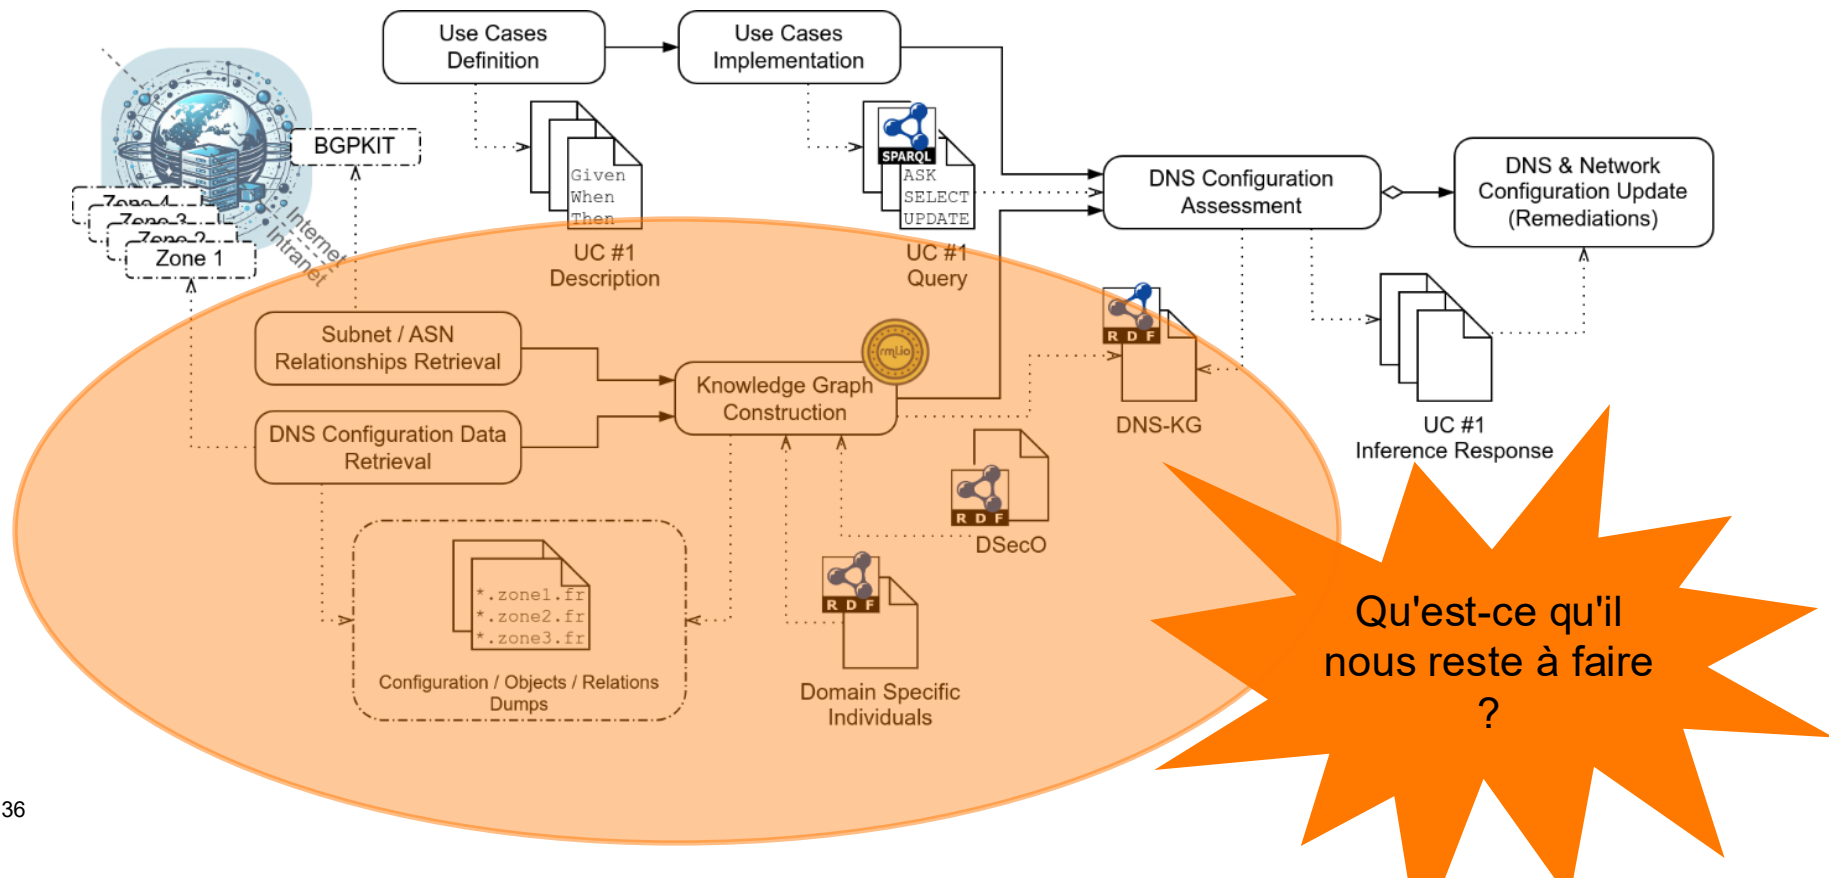 Use Cases
Definition
Use Cases
Implementation
BGPKIT
Given
When
Then
SPARQL
ASK
SELECT
UPDATE
DNS Configuration
Assessment
DNS & Network
Configuration Update
(Remediations)
Zone 4
Zone 3
Zone 2
Zone 1
Internet
Intranet
UC #1
Description
UC #1
Query
Subnet / ASN
Relationships Retrieval
rml.io
RDF
Knowledge Graph
Construction
DNS-KG
UC #1
Inference Response
DNS Configuration Data
Retrieval
RDF
DSecO
*.zone1.fr
*.zone2.fr
*.zone3.fr
Configuration / Objects / Relations
Dumps
RDF
Domain Specific
Individuals
Qu'est-ce qu'il
nous reste à faire
?
36